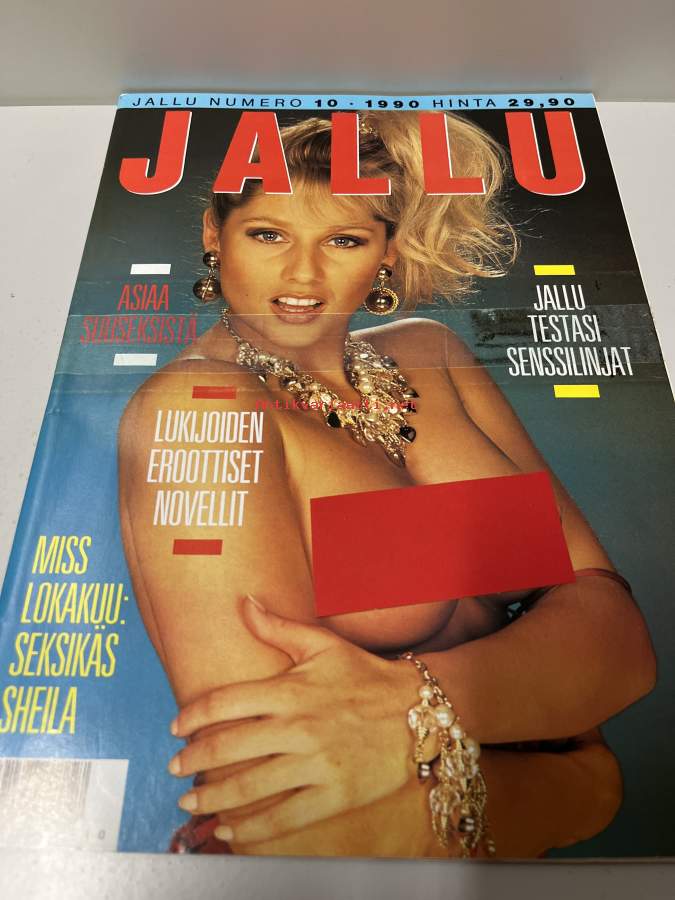 JALLU NUMERO 10 · 1990 HINTA 29,90
JALLU
ASIAA
SUUSEKSISTÄ
JALLU
TESTASI
SENSSILINJAT
LUKIJOIDEN
EROOTTISET
NOVELLIT
MISS
LOKAKUU:
SEKSIKÄS
SHEILA
0